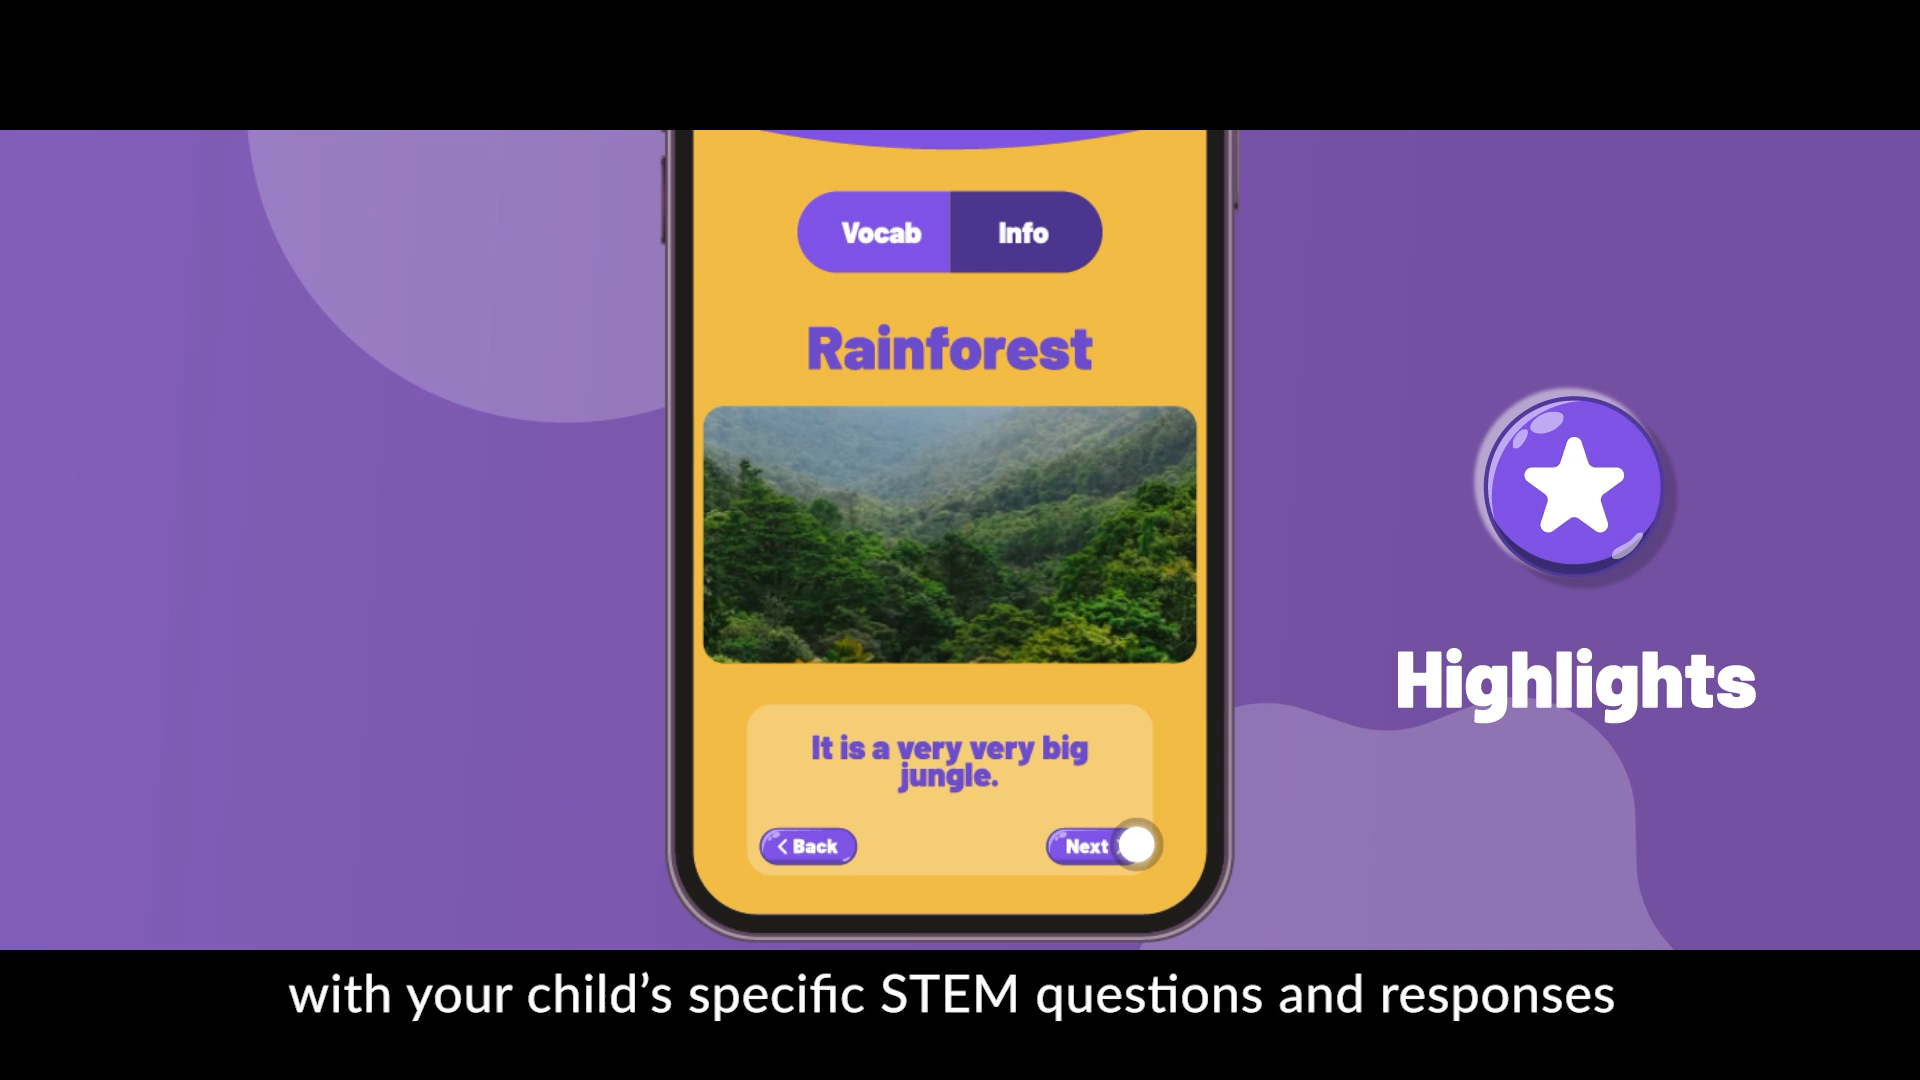 Vocab
Info
Rainforest
It is a very very big
jungle.
Back
Next
Highlights
with your child’s specific STEM questions and responses